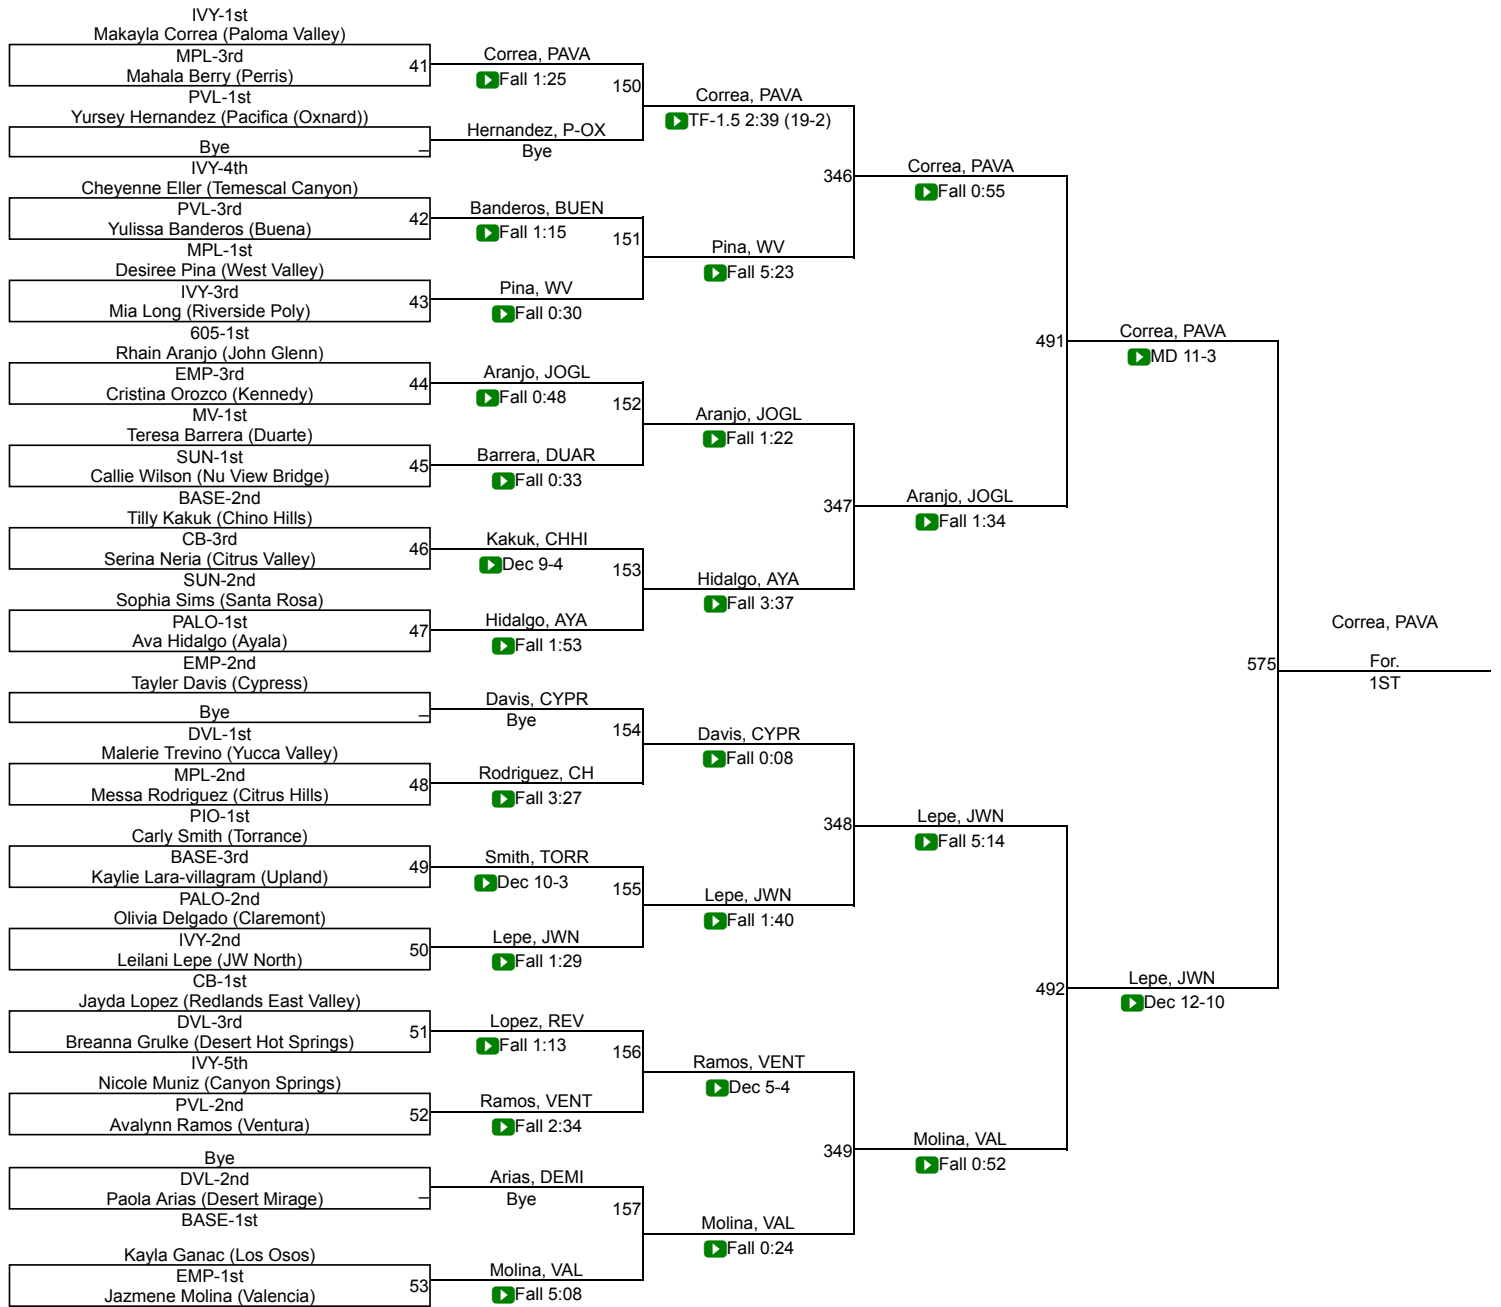 IVY-1st
Makayla Correa (Paloma Valley)
MPL-3rd
Mahala Berry (Perris)
41
PVL-1st
Yursey Hernandez (Pacifica (Oxnard))
Bye
_
IVY-4th
Cheyenne Eller (Temescal Canyon)
PVL-3rd
Yulissa Banderos (Buena)
42
MPL-1st
Desiree Pina (West Valley)
IVY-3rd
Mia Long (Riverside Poly)
43
605-1st
Rhain Aranjo (John Glenn)
EMP-3rd
Cristina Orozco (Kennedy)
44
MV-1st
Teresa Barrera (Duarte)
SUN-1st
Callie Wilson (Nu View Bridge)
45
BASE-2nd
Tilly Kakuk (Chino Hills)
CB-3rd
Serina Neria (Citrus Valley)
46
SUN-2nd
Sophia Sims (Santa Rosa)
PALO-1st
Ava Hidalgo (Ayala)
47
EMP-2nd
Tayler Davis (Cypress)
Bye
_
DVL-1st
Malerie Trevino (Yucca Valley)
MPL-2nd
Messa Rodriguez (Citrus Hills)
48
PIO-1st
Carly Smith (Torrance)
BASE-3rd
Kaylie Lara-villagram (Upland)
49
PALO-2nd
Olivia Delgado (Claremont)
IVY-2nd
Leilani Lepe (JW North)
50
CB-1st
Jayda Lopez (Redlands East Valley)
DVL-3rd
Breanna Grulke (Desert Hot Springs)
51
IVY-5th
Nicole Muniz (Canyon Springs)
PVL-2nd
Avalynn Ramos (Ventura)
52
Bye
DVL-2nd
Paola Arias (Desert Mirage)
_
BASE-1st
Kayla Ganac (Los Osos)
EMP-1st
Jazmene Molina (Valencia)
53
Correa, PAVA
Fall 1:25
150
Hernandez, P-OX
Bye
Banderos, BUEN
Fall 1:15
151
Pina, WV
Fall 0:30
Aranjo, JOGL
Fall 0:48
152
Barrera, DUAR
Fall 0:33
Kakuk, CHHI
Dec 9-4
153
Hidalgo, AYA
Fall 1:53
Davis, CYPR
Bye
154
Rodriguez, CH
Fall 3:27
Smith, TORR
Dec 10-3
155
Lepe, JWN
Fall 1:29
Lopez, REV
Fall 1:13
156
Ramos, VENT
Fall 2:34
Arias, DEMI
Bye
157
Molina, VAL
Fall 5:08
Correa, PAVA
TF-1.5 2:39 (19-2)
346
Pina, WV
Fall 5:23
Aranjo, JOGL
Fall 1:22
347
Hidalgo, AYA
Fall 3:37
Davis, CYPR
Fall 0:08
348
Lepe, JWN
Fall 1:40
Ramos, VENT
Dec 5-4
349
Molina, VAL
Fall 0:24
Correa, PAVA
Fall 0:55
491
Aranjo, JOGL
Fall 1:34
Lepe, JWN
Fall 5:14
492
Molina, VAL
Fall 0:52
Correa, PAVA
MD 11-3
575
Lepe, JWN
Dec 12-10
Correa, PAVA
For.
1ST